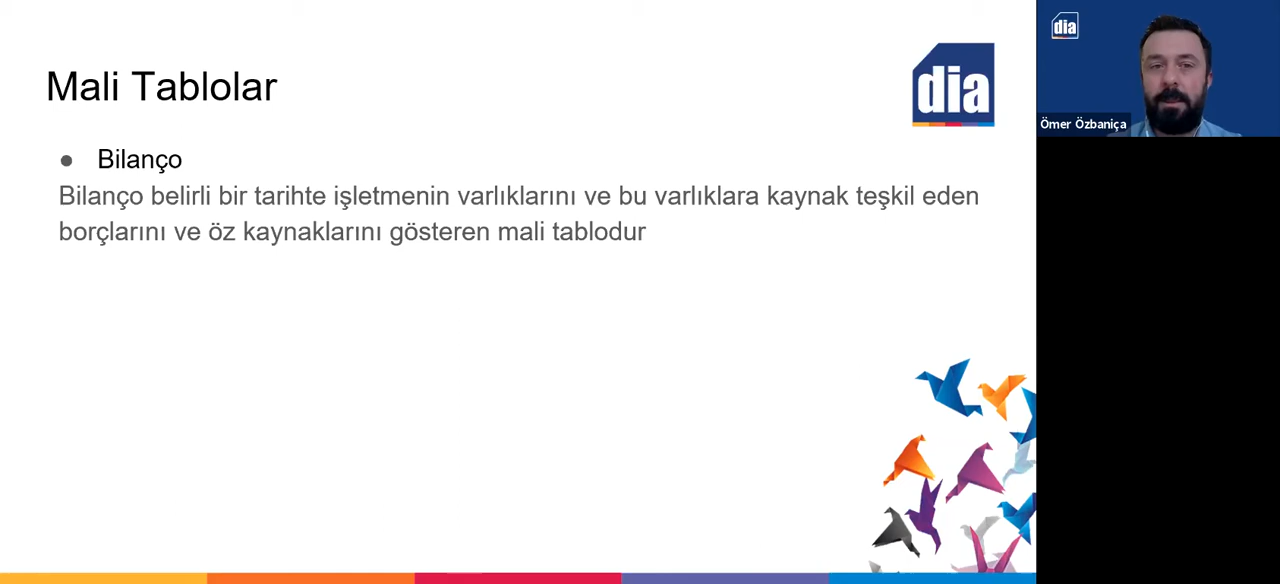 Mali Tablolar
dia
● Bilanço
Bilanço belirli bir tarihte işletmenin varlıklarını ve bu varlıklara kaynak teşkil eden
borçlarını ve öz kaynaklarını gösteren mali tablodur
dia
Ömer Özbaniça